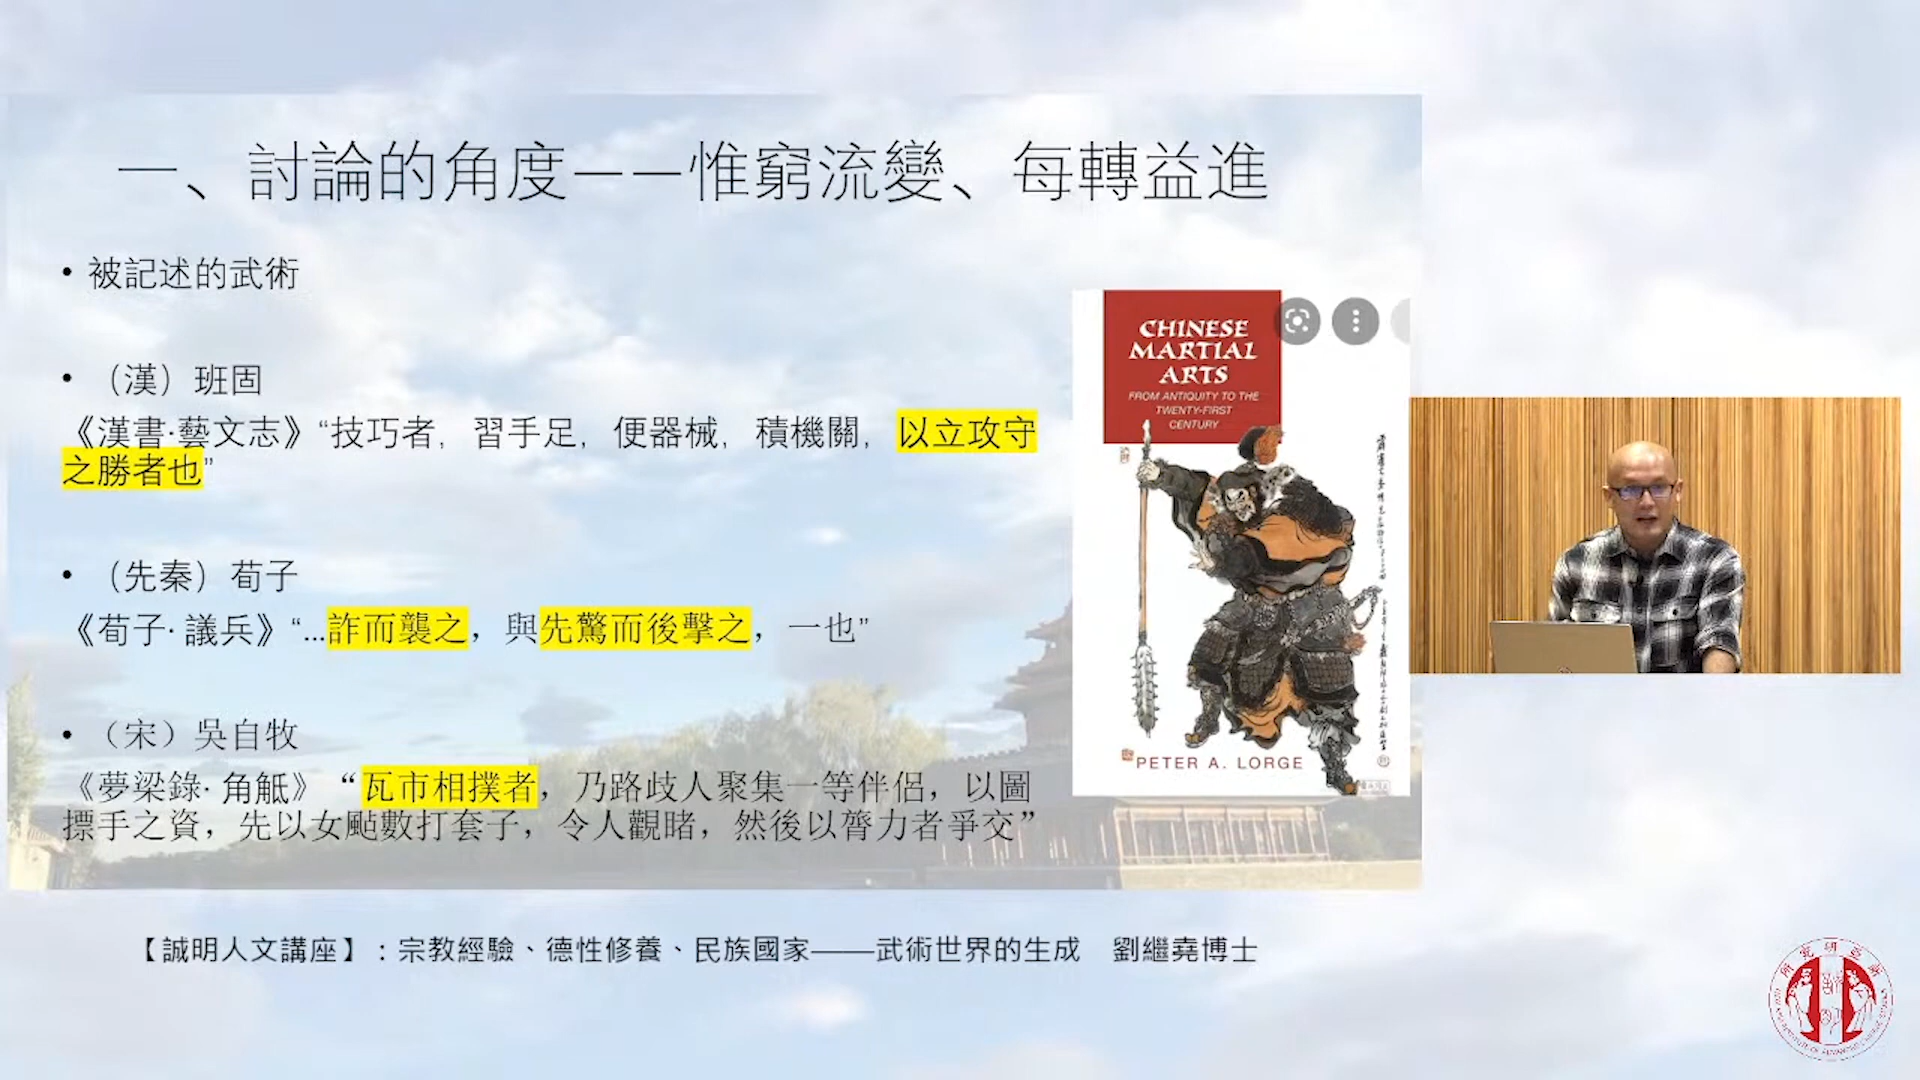 一、討論的角度——惟窮流變、每轉益進
• 被記述的武術
• （漢）班固
《漢書·藝文志》“技巧者，習手足，便器械，積機關，以立攻守
之勝者也”
• （先秦）荀子
《荀子· 議兵》“...詐而襲之，與先驚而後擊之，一也”
• （宋）吳自牧
《夢梁錄· 角觝》“瓦市相撲者，乃路歧人聚集一等伴侶，以圖
摽手之資，先以女颭數打套子，令人觀睹，然後以膂力者爭交”
CHINESE
MARTIAL
ARTS
FROM ANTIQUITY TO THE
TWENTY-FIRST
CENTURY
PETER A. LORGE
【誠明人文講座】：宗教經驗、德性修養、民族國家——武術世界的生成　劉繼堯博士